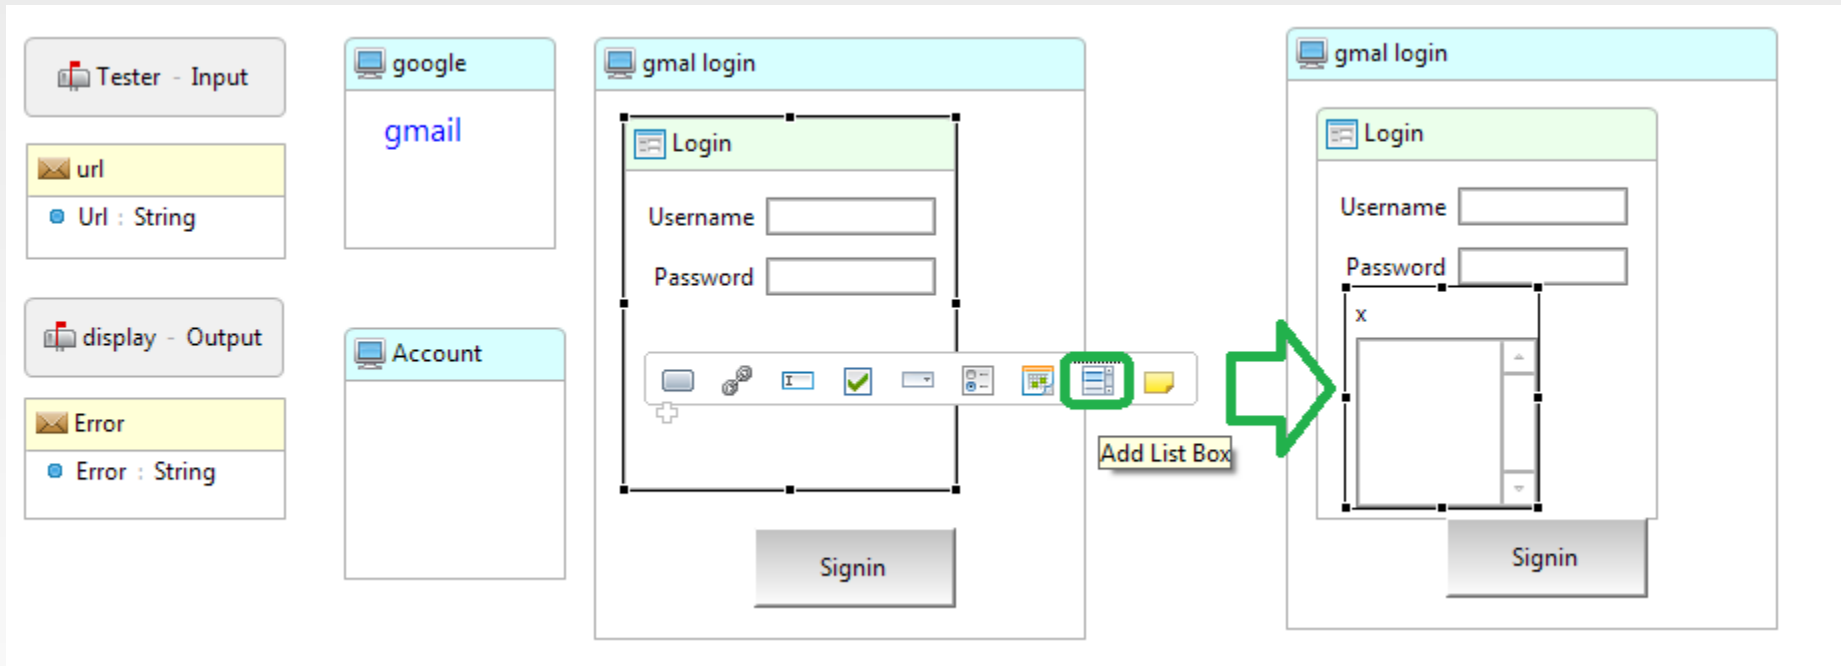 Tester - Input
url
Url : String
display - Output
Error
Error : String
google
gmail
Account
gmal login
Login
Username
Password
Add List Box
Signin
gmal login
Login
Username
Password
x
Signin